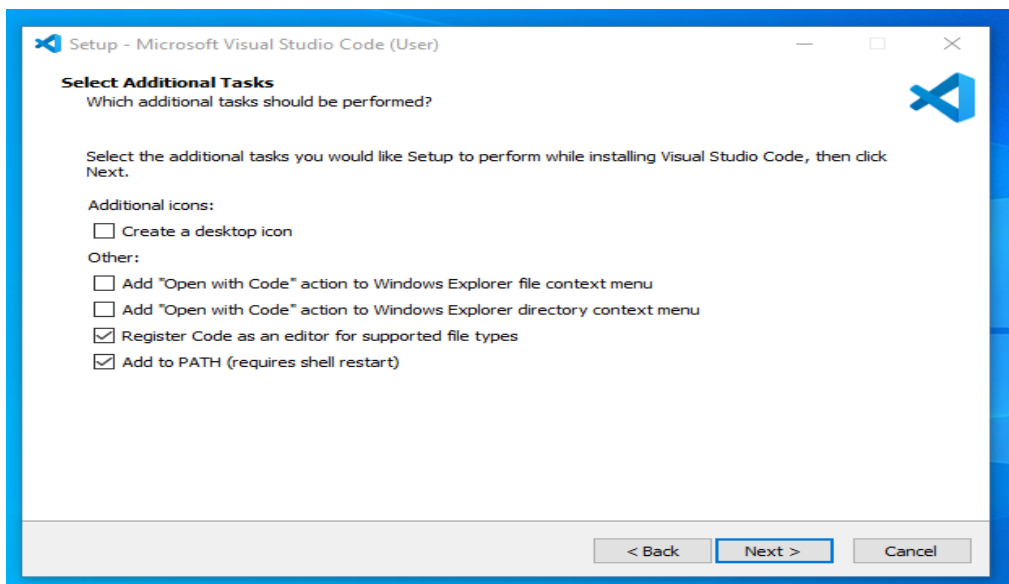 Setup - Microsoft Visual Studio Code (User)
Select Additional Tasks
Which additional tasks should be performed?
Select the additional tasks you would like Setup to perform while installing Visual Studio Code, then click
Next.
Additional icons:
Create a desktop icon
Other:
Add "Open with Code" action to Windows Explorer file context menu
Add "Open with Code" action to Windows Explorer directory context menu
Register Code as an editor for supported file types
Add to PATH (requires shell restart)
< Back Next > Cancel